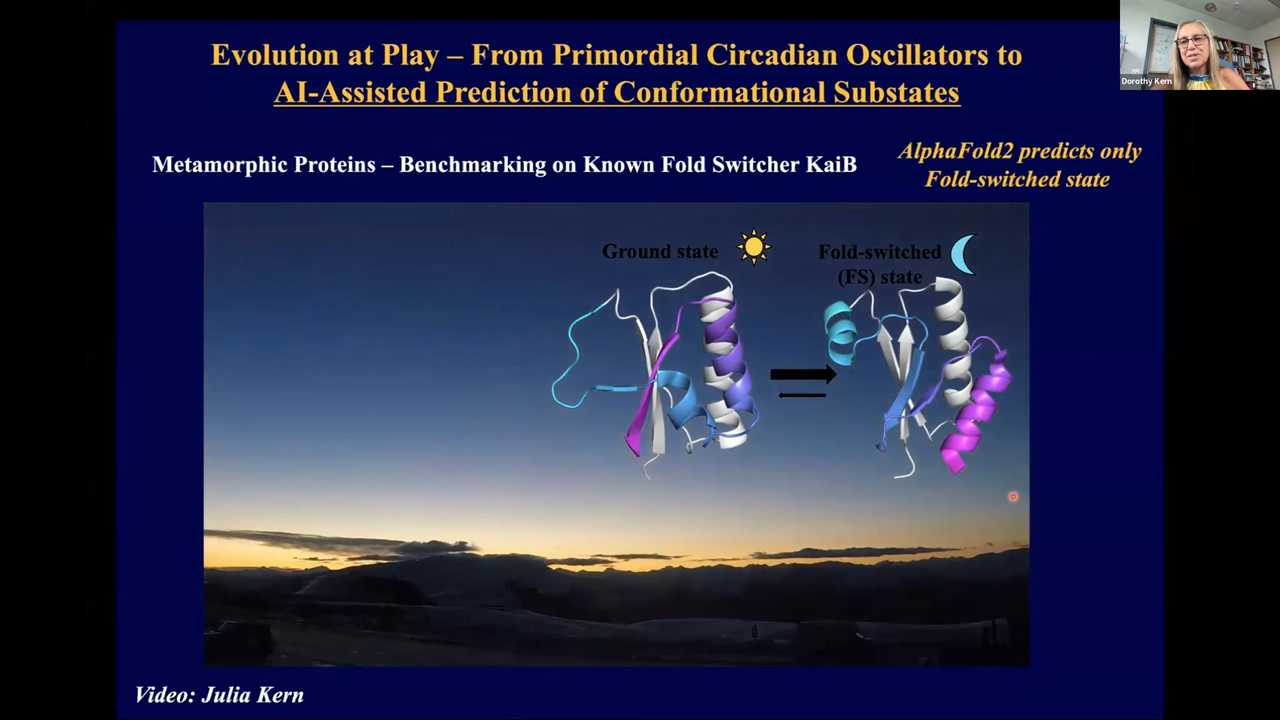 Evolution at Play – From Primordial Circadian Oscillators to
AI-Assisted Prediction of Conformational Substates
Metamorphic Proteins – Benchmarking on Known Fold Switcher KaiB
AlphaFold2 predicts only
Fold-switched state
Ground state
Fold-switched
(FS) state
Video: Julia Kern
Dorothy Kern